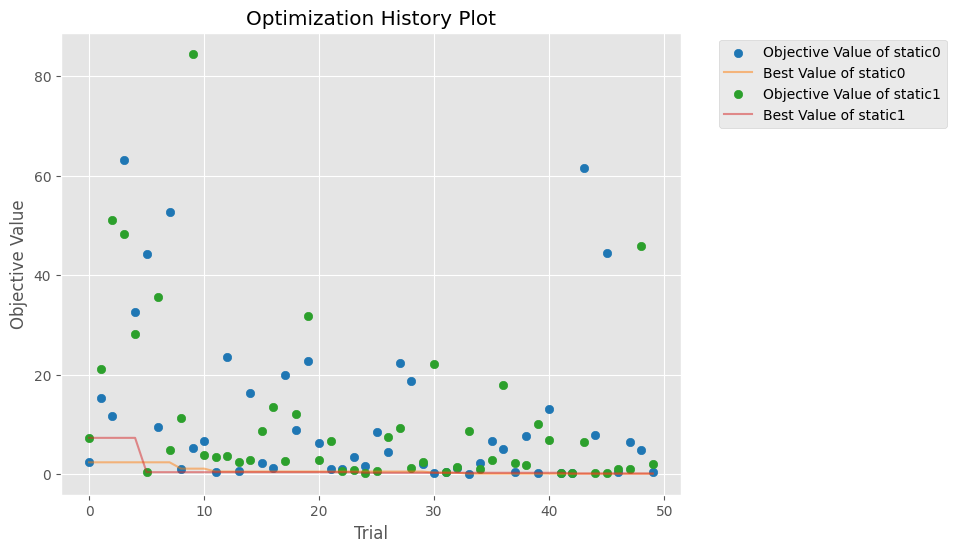 Optimization History Plot
Objective Value
80
60
40
20
0
0 10 20 30 40 50
Trial
Objective Value of static0
Best Value of static0
Objective Value of static1
Best Value of static1